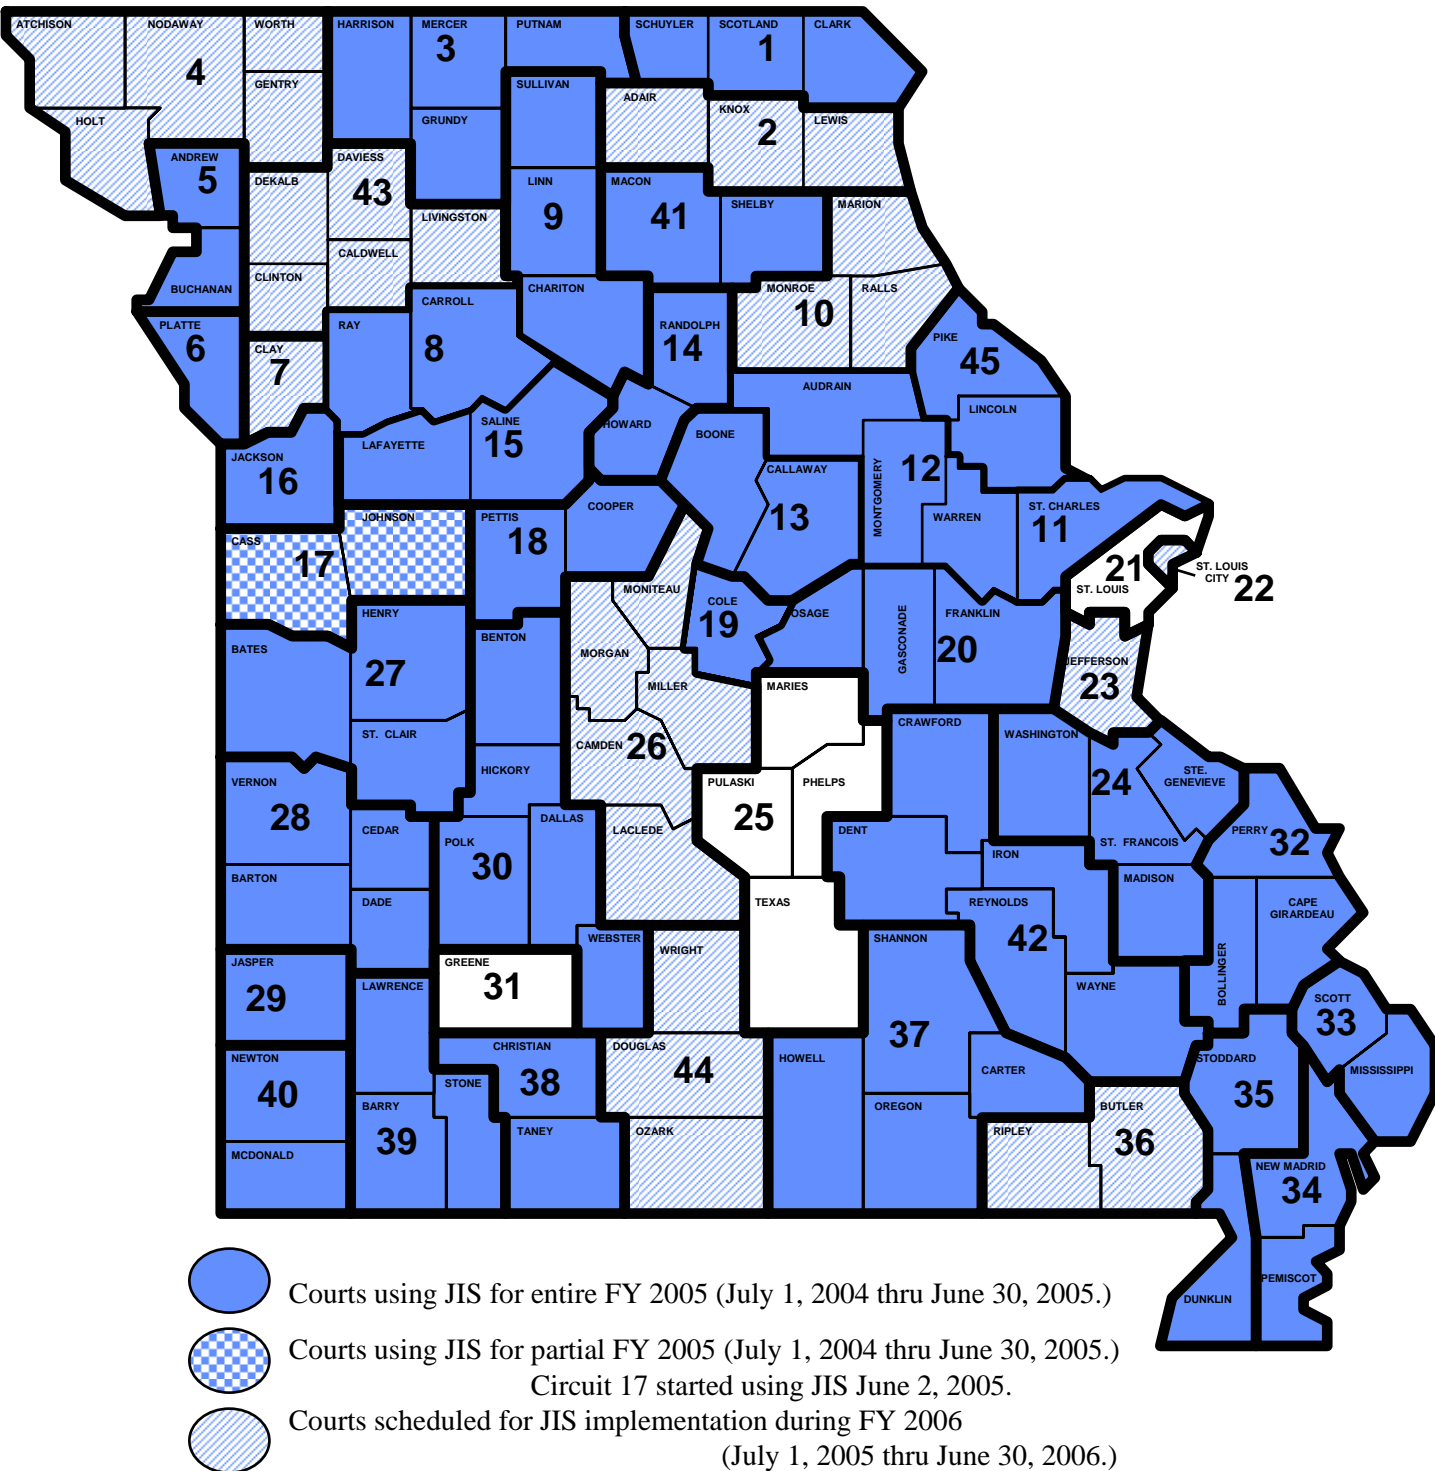 ATCHISON
NODAWAY
WORTH
HARRISON
MERCER
PUTNAM
SCHUYLER
SCOTLAND
CLARK
3
1
4
GENTRY
SULLIVAN
ADAIR
KNOX
LEWIS
HOLT
GRUNDY
2
ANDREW
5
DAVIESS
43
DEKALB
LINN
9
MACON
41
SHELBY
MARION
LIVINGSTON
CALDWELL
CLINTON
BUCHANAN
CARROLL
CHARITON
MONROE
RALLS
10
PLATTE
6
RAY
8
RANDOLPH
14
PIKE
45
CLAY
7
AUDRAIN
LINCOLN
SALINE
15
HOWARD
BOONE
LAFAYETTE
JACKSON
16
CALLAWAY
MONTGOMERY
12
COOPER
JOHNSON
PETTIS
18
13
WARREN
ST. CHARLES
11
CASS
17
21
ST. LOUIS
ST. LOUIS
CITY
22
MONITEAU
COLE
19
OSAGE
GASCONADE
FRANKLIN
20
HENRY
BENTON
BATES
27
MORGAN
MILLER
MARIES
JEFFERSON
23
ST. CLAIR
CAMDEN
26
CRAWFORD
WASHINGTON
HICKORY
STE.
GENEVIEVE
VERNON
28
PULASKI
25
PHELPS
24
CEDAR
POLK
30
DALLAS
LACLEDE
DENT
IRON
ST. FRANCOIS
PERRY
32
BARTON
DADE
TEXAS
REYNOLDS
MADISON
CAPE
GIRARDEAU
WEBSTER
WRIGHT
SHANNON
42
JASPER
29
GREENE
31
LAWRENCE
WAYNE
BOLLINGER
SCOTT
33
37
NEWTON
40
CHRISTIAN
38
DOUGLAS
44
HOWELL
CARTER
STODDARD
35
MISSISSIPPI
STONE
BARRY
39
OREGON
BUTLER
36
TANEY
OZARK
RIPLEY
MCDONALD
NEW MADRID
34
PEMISCOT
DUNKLIN
Courts using JIS for entire FY 2005 (July 1, 2004 thru June 30, 2005.)
Courts using JIS for partial FY 2005 (July 1, 2004 thru June 30, 2005.)
Circuit 17 started using JIS June 2, 2005.
Courts scheduled for JIS implementation during FY 2006
(July 1, 2005 thru June 30, 2006.)